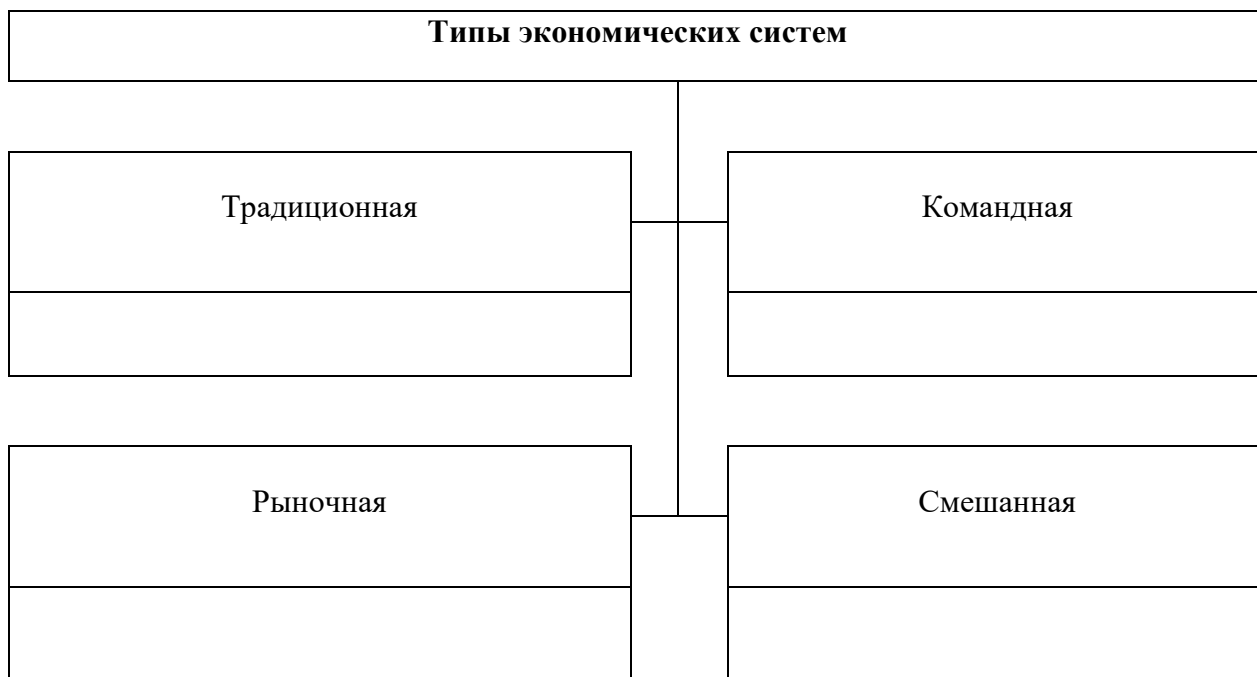 Типы экономических систем
Традиционная
Командная
Рыночная
Смешанная